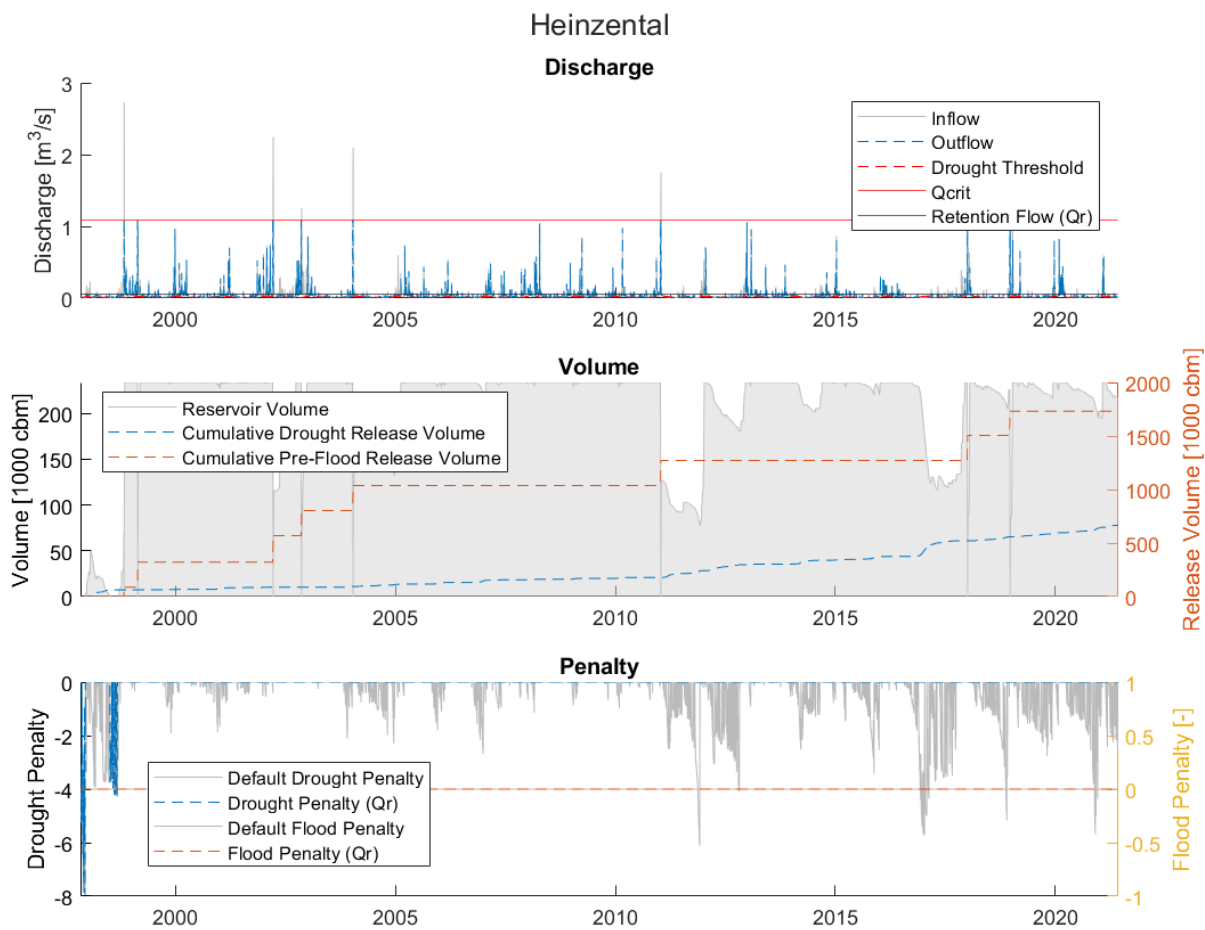 Heinzental
Discharge
Discharge [m³/s]
3
2
1
0
Inflow
Outflow
Drought Threshold
Qcrit
Retention Flow (Qr)
2000 2005 2010 2015 2020
Volume
Volume [1000 cbm]
200
150
100
50
0
Reservoir Volume
Cumulative Drought Release Volume
Cumulative Pre-Flood Release Volume
2000
1500
1000
500
0
Release Volume [1000 cbm]
2000 2005 2010 2015 2020
Penalty
Drought Penalty
0
-2
-4
-6
-8
Default Drought Penalty
Drought Penalty (Qr)
Default Flood Penalty
Flood Penalty (Qr)
1
0.5
0
-0.5
-1
Flood Penalty [-]
2000 2005 2010 2015 2020